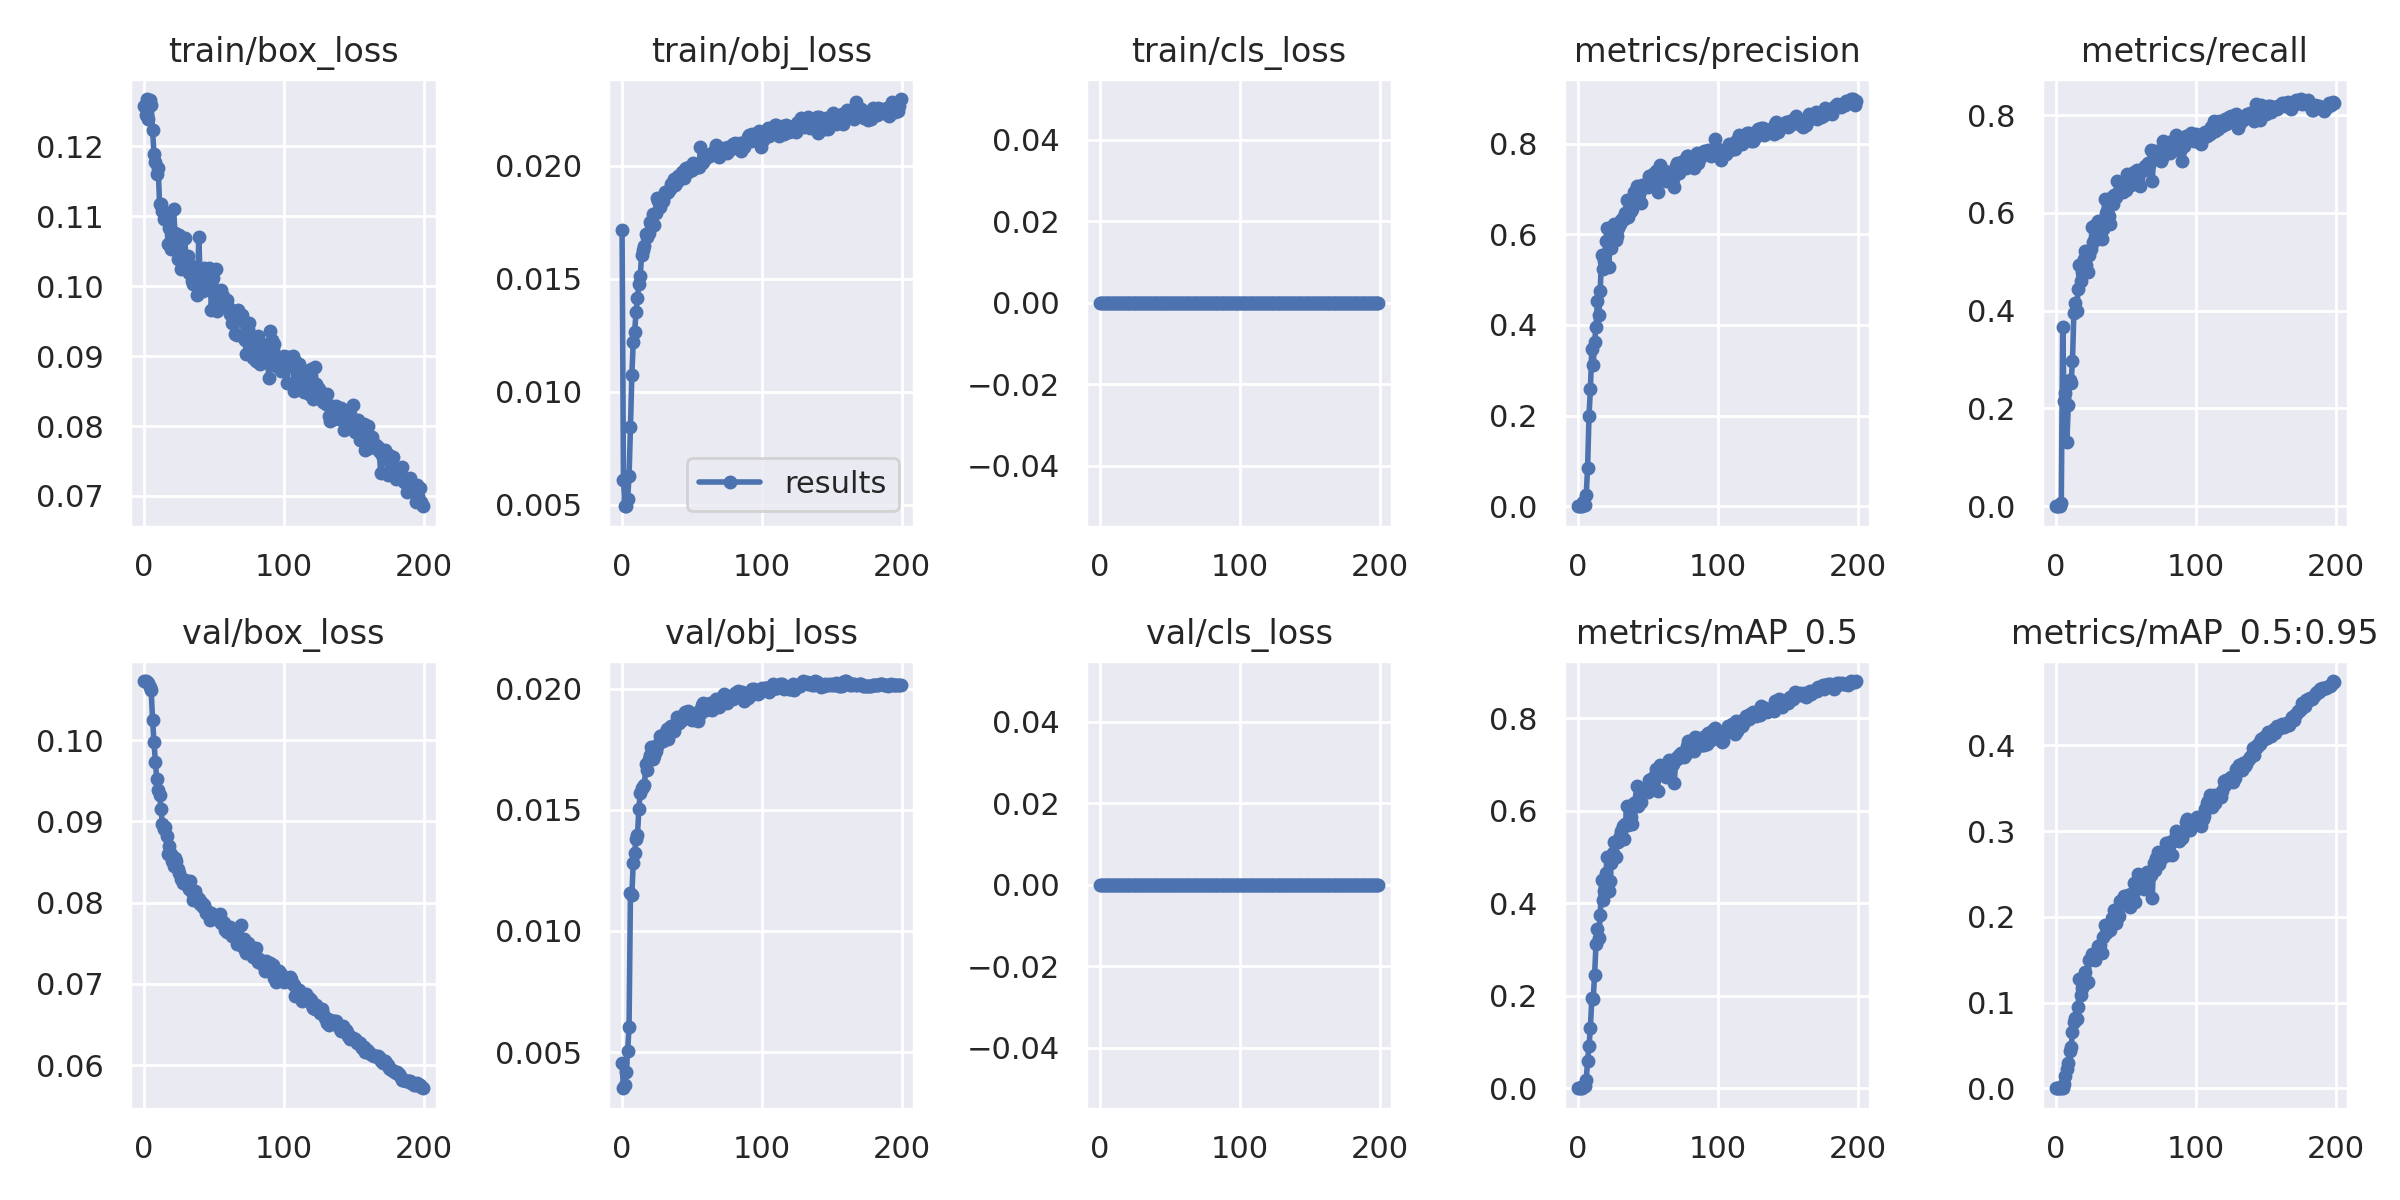 train/box_loss
0.12
0.11
0.10
0.09
0.08
0.07
0 100 200
train/obj_loss
0.020
0.015
0.010
0.005
results
0 100 200
train/cls_loss
0.04
0.02
0.00
−0.02
−0.04
0 100 200
metrics/precision
0.8
0.6
0.4
0.2
0.0
0 100 200
metrics/recall
0.8
0.6
0.4
0.2
0.0
0 100 200
val/box_loss
0.10
0.09
0.08
0.07
0.06
0 100 200
val/obj_loss
0.020
0.015
0.010
0.005
0 100 200
val/cls_loss
0.04
0.02
0.00
−0.02
−0.04
0 100 200
metrics/mAP_0.5
0.8
0.6
0.4
0.2
0.0
0 100 200
metrics/mAP_0.5:0.95
0.4
0.3
0.2
0.1
0.0
0 100 200